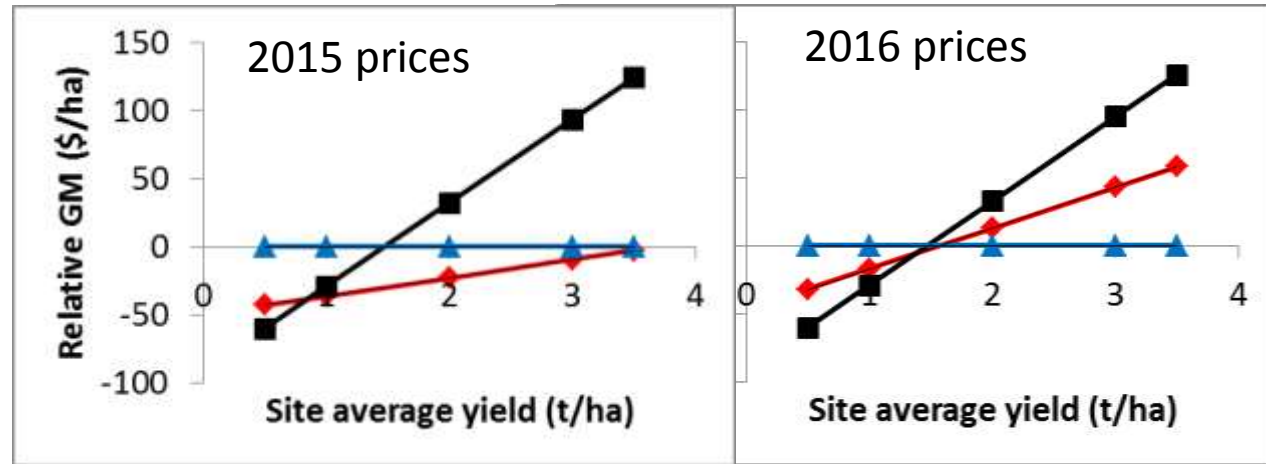 2015 prices
Relative GM ($/ha)
150
100
50
0
-50
-100
0 1 2 3 4
Site average yield (t/ha)
2016 prices
0 1 2 3 4
Site average yield (t/ha)